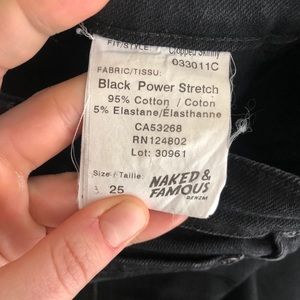 FIT/STYLE / Cropped Skinny
033011C
FABRIC/TISSU:
Black Power Stretch
95% Cotton / Coton
5% Elastane/Élasthanne
CA53268
RN124802
Lot: 30961
Size / Taille:
25
NAKED &
FAMOUS
DENIM